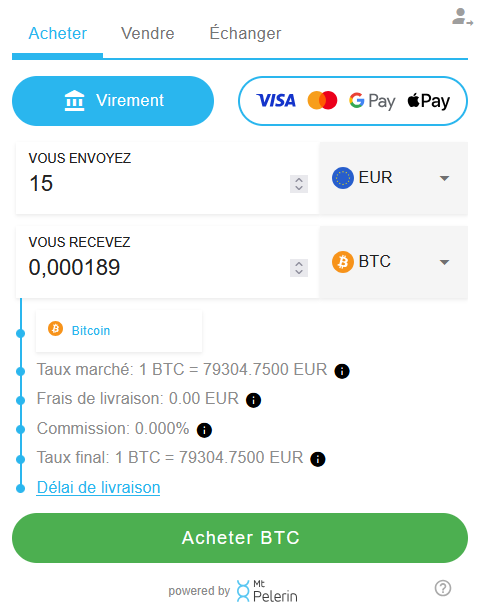 Acheter Vendre Échanger
Virement VISA G Pay Pay
VOUS ENVOYEZ
15 EUR
VOUS RECEVEZ
0,000189 BTC
Bitcoin
Taux marché: 1 BTC = 79304.7500 EUR
Frais de livraison: 0.00 EUR
Commission: 0.000%
Taux final: 1 BTC = 79304.7500 EUR
Délai de livraison
Acheter BTC
powered by Mt Pelerin